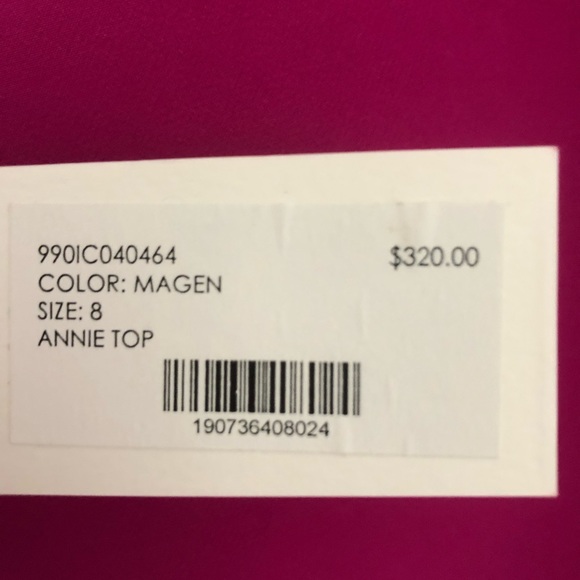 990IC040464 $320.00
COLOR: MAGEN
SIZE: 8
ANNIE TOP
190736408024